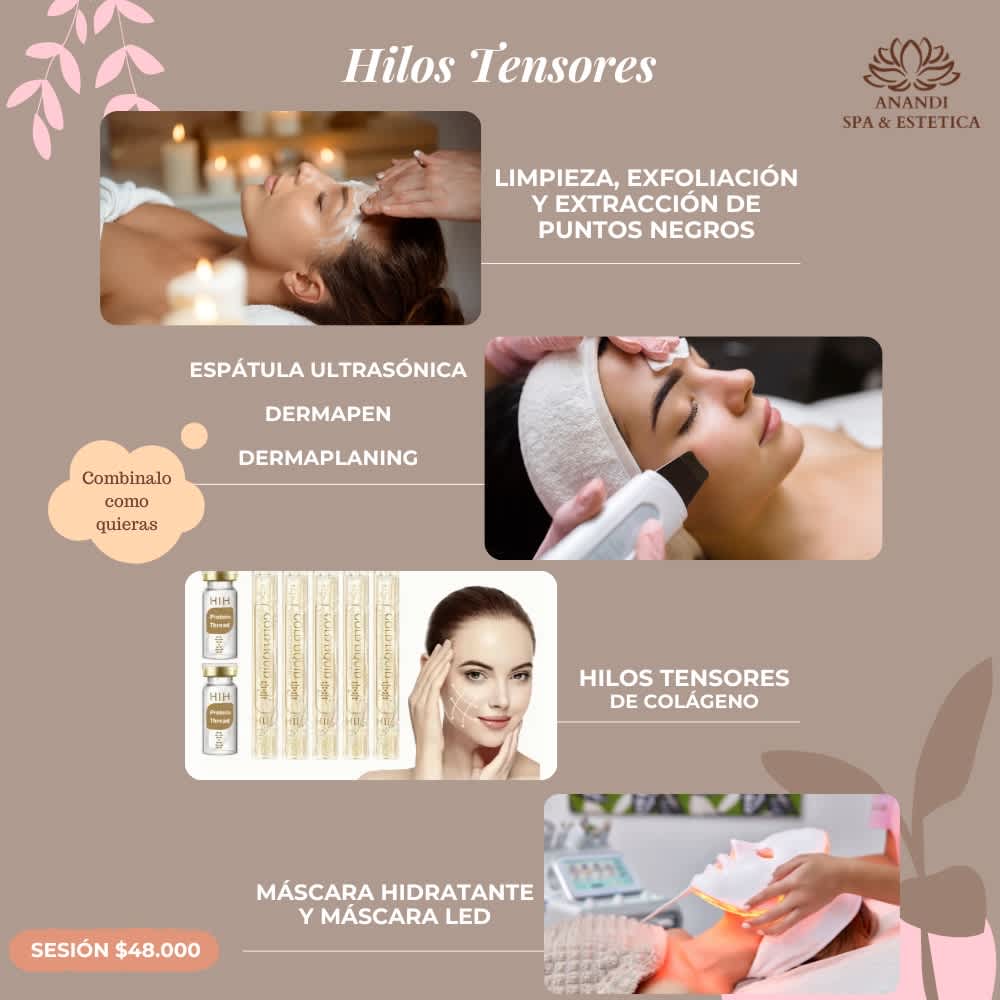 Hilos Tensores
ANANDI
SPA & ESTETICA
LIMPIEZA, EXFOLIACIÓN
Y EXTRACCIÓN DE
PUNTOS NEGROS
ESPÁTULA ULTRASÓNICA
DERMAPEN
DERMAPLANING
Combinalo
como
quieras
HIH
Protein
Thread
HIH
Protein
Thread
HILOS TENSORES
DE COLÁGENO
MÁSCARA HIDRATANTE
Y MÁSCARA LED
SESIÓN $48.000